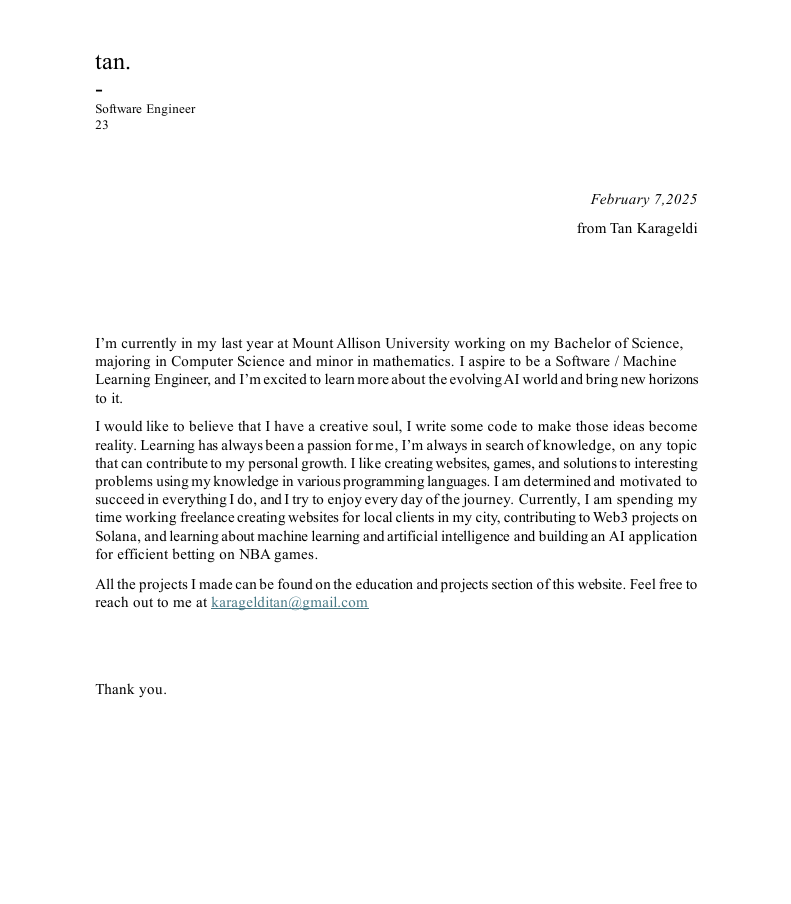 tan.
-
Software Engineer
23
February 7,2025
from Tan Karageldi
I’m currently in my last year at Mount Allison University working on my Bachelor of Science,
majoring in Computer Science and minor in mathematics. I aspire to be a Software / Machine
Learning Engineer, and I’m excited to learn more about the evolving AI world and bring new horizons
to it.
I would like to believe that I have a creative soul, I write some code to make those ideas become
reality. Learning has always been a passion for me, I’m always in search of knowledge, on any topic
that can contribute to my personal growth. I like creating websites, games, and solutions to interesting
problems using my knowledge in various programming languages. I am determined and motivated to
succeed in everything I do, and I try to enjoy every day of the journey. Currently, I am spending my
time working freelance creating websites for local clients in my city, contributing to Web3 projects on
Solana, and learning about machine learning and artificial intelligence and building an AI application
for efficient betting on NBA games.
All the projects I made can be found on the education and projects section of this website. Feel free to
reach out to me at karagelditan@gmail.com
Thank you.